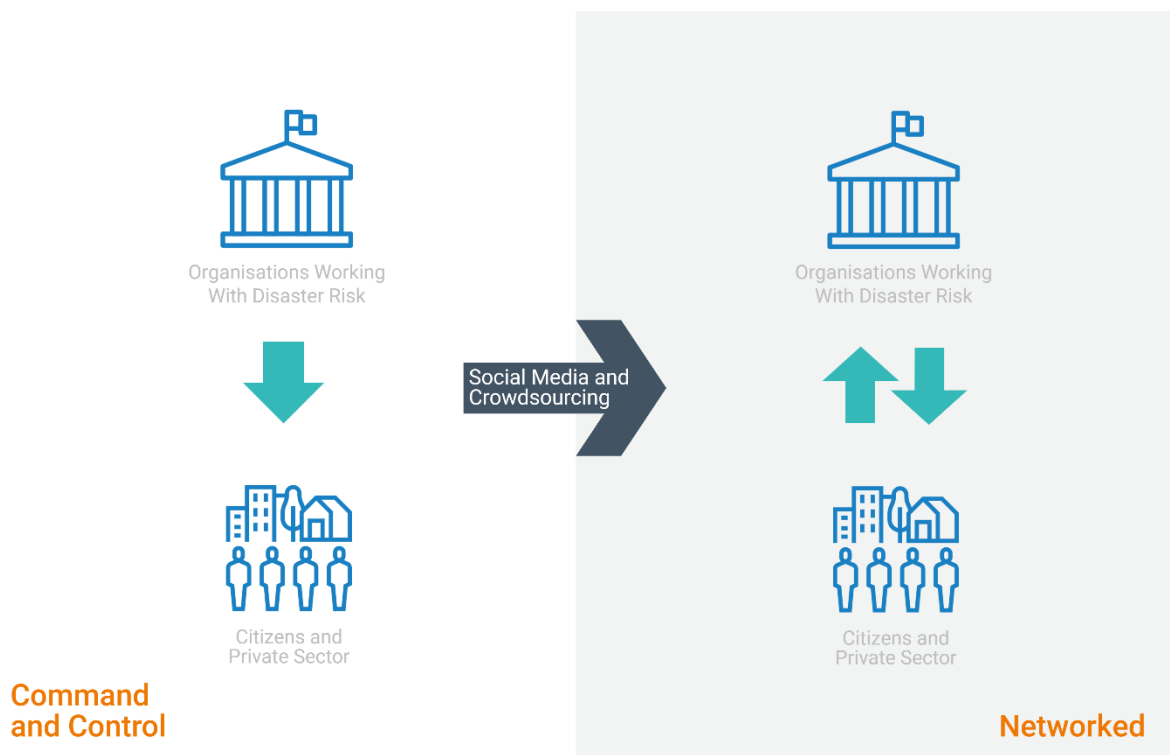 Organisations Working
With Disaster Risk
Citizens and
Private Sector
Command
and Control
Social Media and
Crowdsourcing
Organisations Working
With Disaster Risk
Citizens and
Private Sector
Networked